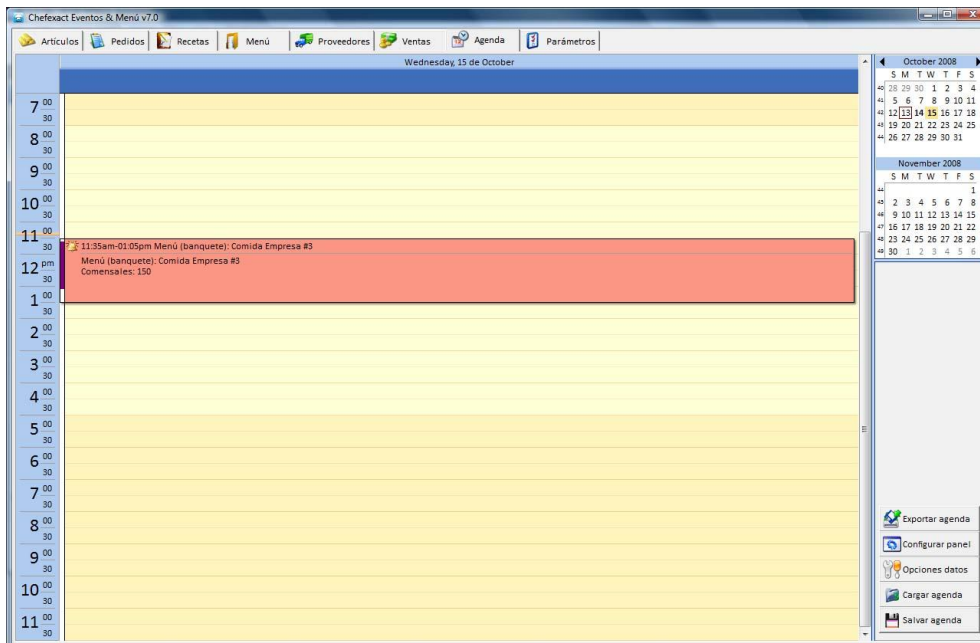 Chefexact Eventos & Menú v7.0
Artículos Pedidos Recetas Menú Proveedores Ventas Agenda Parámetros
Wednesday, 15 de October
7 00
30
8 00
30
9 00
30
10 00
30
11 00
30
12 pm
30
1 00
30
2 00
30
3 00
30
4 00
30
5 00
30
6 00
30
7 00
30
8 00
30
9 00
30
10 00
30
11 00
30
11:35am-01:05pm Menú (banquete): Comida Empresa #3
Menú (banquete): Comida Empresa #3
Comensales: 150
October 2008
S M T W T F S
40 28 29 30 1 2 3 4
41 5 6 7 8 9 10 11
42 12 13 14 15 16 17 18
43 19 20 21 22 23 24 25
44 26 27 28 29 30 31
November 2008
S M T W T F S
44 1
45 2 3 4 5 6 7 8
46 9 10 11 12 13 14 15
47 16 17 18 19 20 21 22
48 23 24 25 26 27 28 29
49 30 1 2 3 4 5 6
Exportar agenda
Configurar panel
Opciones datos
Cargar agenda
Salvar agenda